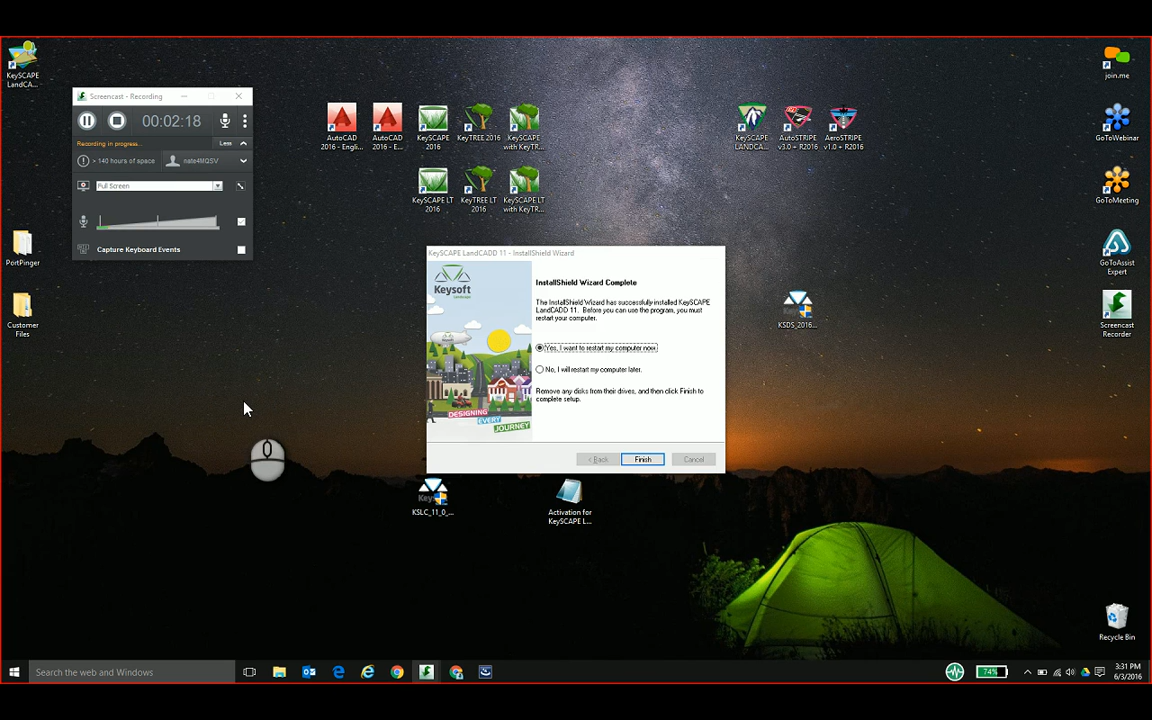 KeySCAPE
LandCA...
Screencast - Recording
00:02:18
Recording in progress...
Less
> 140 hours of space
nate4MQSV
Full Screen
Capture Keyboard Events
AutoCAD
2016 - Engli...
AutoCAD
2016 - E...
KeySCAPE
2016
KeyTREE 2016
KeySCAPE
with KeyTR...
KeySCAPE LT
2016
KeyTREE LT
2016
KeySCAPE LT
with KeyTR...
KeySCAPE
LANDCA...
AutoSTRIPE
v3.0 + R2016
AeroSTRIPE
v1.0 + R2016
join.me
GoToWebinar
GoToMeeting
GoToAssist
Expert
Screencast
Recorder
PortPinger
Customer
Files
KSDS_2016...
KeySCAPE LandCADD 11 - InstallShield Wizard
Keysoft
Landscape
DESIGNING
EVERY
JOURNEY
InstallShield Wizard Complete
The InstallShield Wizard has successfully installed KeySCAPE
LandCADD 11. Before you can use the program, you must
restart your computer.
Yes, I want to restart my computer now.
No, I will restart my computer later.
Remove any disks from their drives, and then click Finish to
complete setup.
< Back
Finish
Cancel
KSLC_11_0_...
Activation for
KeySCAPE L...
Recycle Bin
Search the web and Windows
74%
3:31 PM
6/3/2016